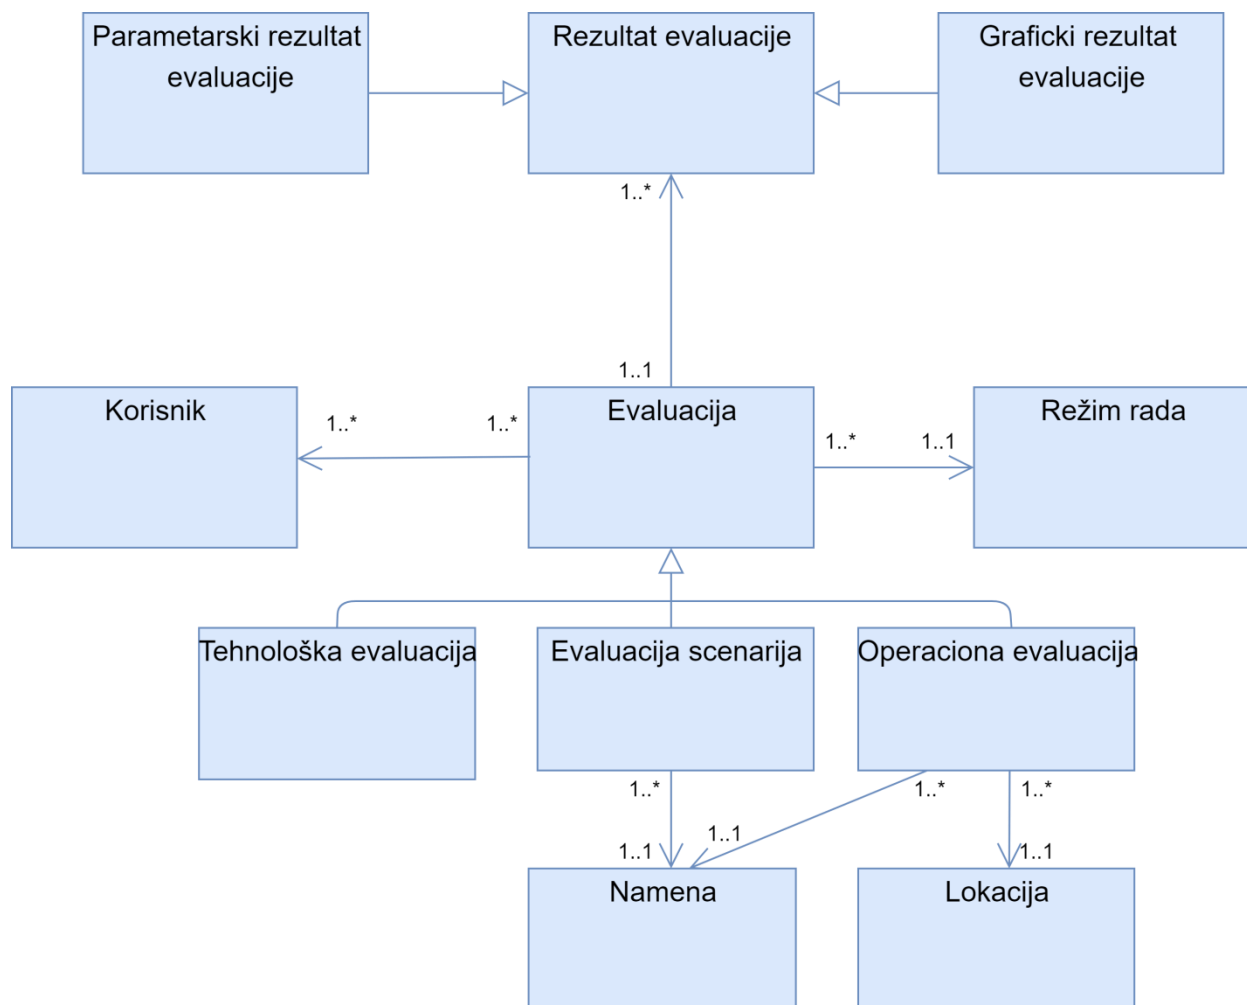 Parametarski rezultat
evaluacije
Rezultat evaluacije
Graficki rezultat
evaluacije
1..*
1..1
Korisnik
1..*
1..*
Evaluacija
1..*
1..1
Režim rada
Tehnološka evaluacija
Evaluacija scenarija
Operaciona evaluacija
1..*
1..*
1..*
1..1
1..1
1..1
Namena
Lokacija